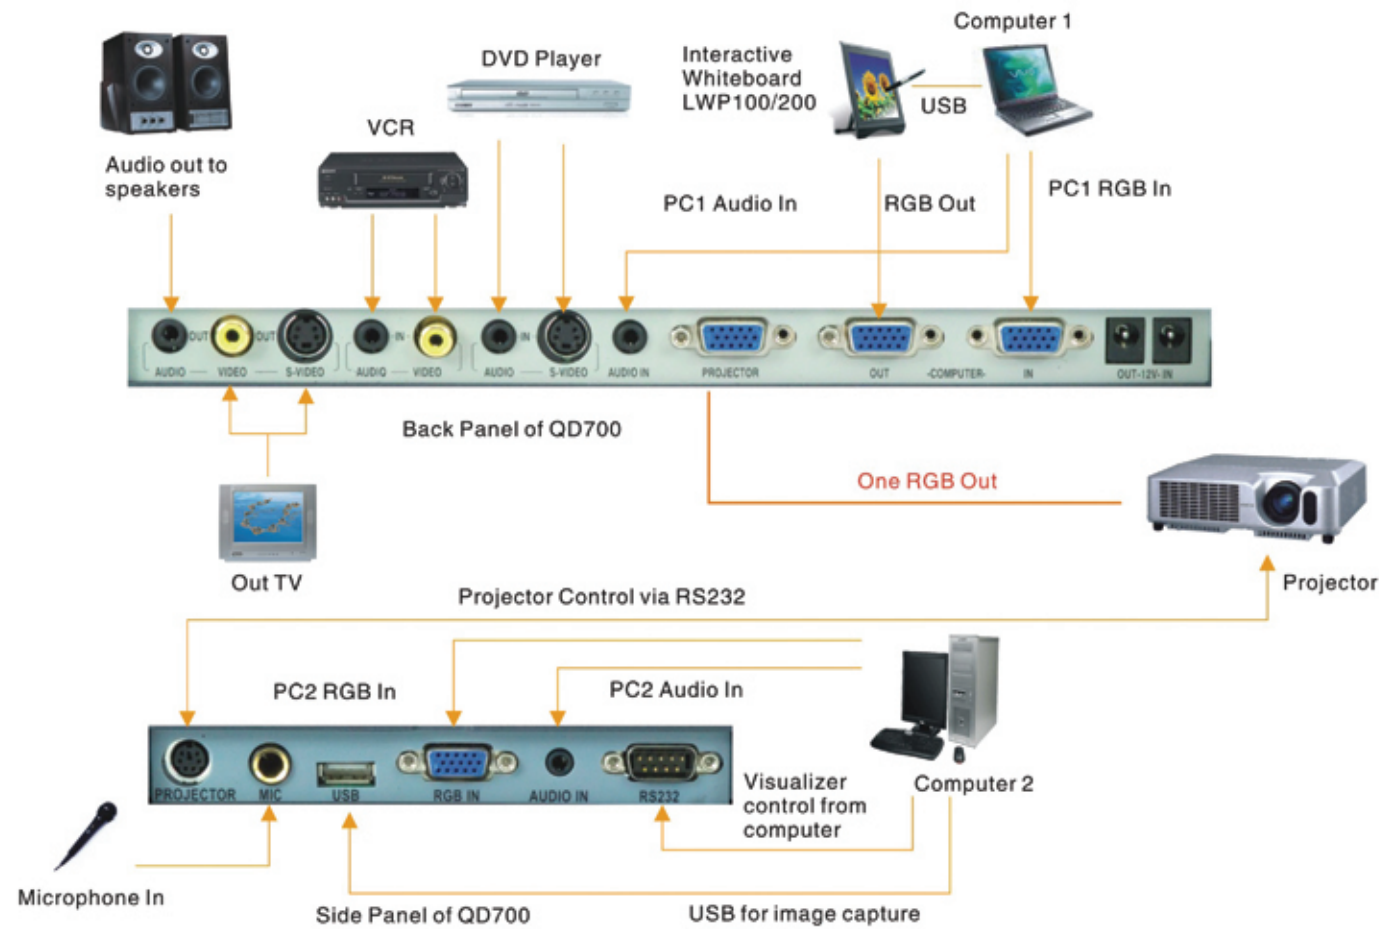 Computer 1
DVD Player
Interactive
Whiteboard
LWP100/200
USB
VCR
Audio out to
speakers
PC1 Audio In
RGB Out
PC1 RGB In
OUT OUT IN IN
AUDIO VIDEO S-VIDEO AUDIO VIDEO AUDIO S-VIDEO AUDIO IN PROJECTOR OUT -COMPUTER- IN OUT-12V-IN
Back Panel of QD700
One RGB Out
Out TV
Projector
Projector Control via RS232
PC2 RGB In
PC2 Audio In
PROJECTOR MIC USB RGB IN AUDIO IN RS232
Visualizer
control from
computer
Computer 2
Microphone In
Side Panel of QD700
USB for image capture